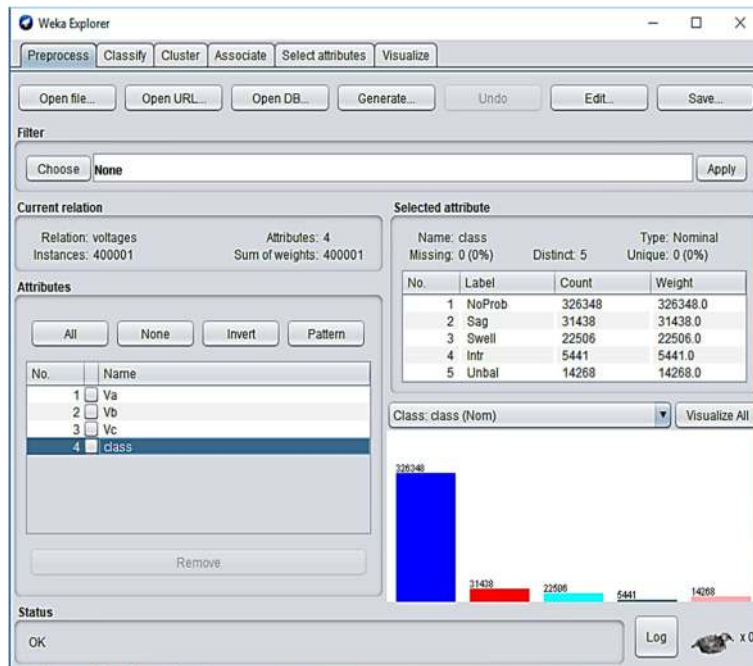 Weka Explorer
Preprocess Classify Cluster Associate Select attributes Visualize
Open file... Open URL... Open DB... Generate... Undo Edit... Save...
Filter
Choose None Apply
Current relation
Relation: voltages Attributes: 4
Instances: 400001 Sum of weights: 400001
Attributes
All None Invert Pattern
No. Name
1 Va
2 Vb
3 Vc
4 class
Remove
Selected attribute
Name: class Type: Nominal
Missing: 0 (0%) Distinct: 5 Unique: 0 (0%)
No. Label Count Weight
1 NoProb 326348 326348.0
2 Sag 31438 31438.0
3 Swell 22506 22506.0
4 Intr 5441 5441.0
5 Unbal 14268 14268.0
Class: class (Nom) Visualize All
326348
31438
22506
5441
14268
Status
OK
Log x 0